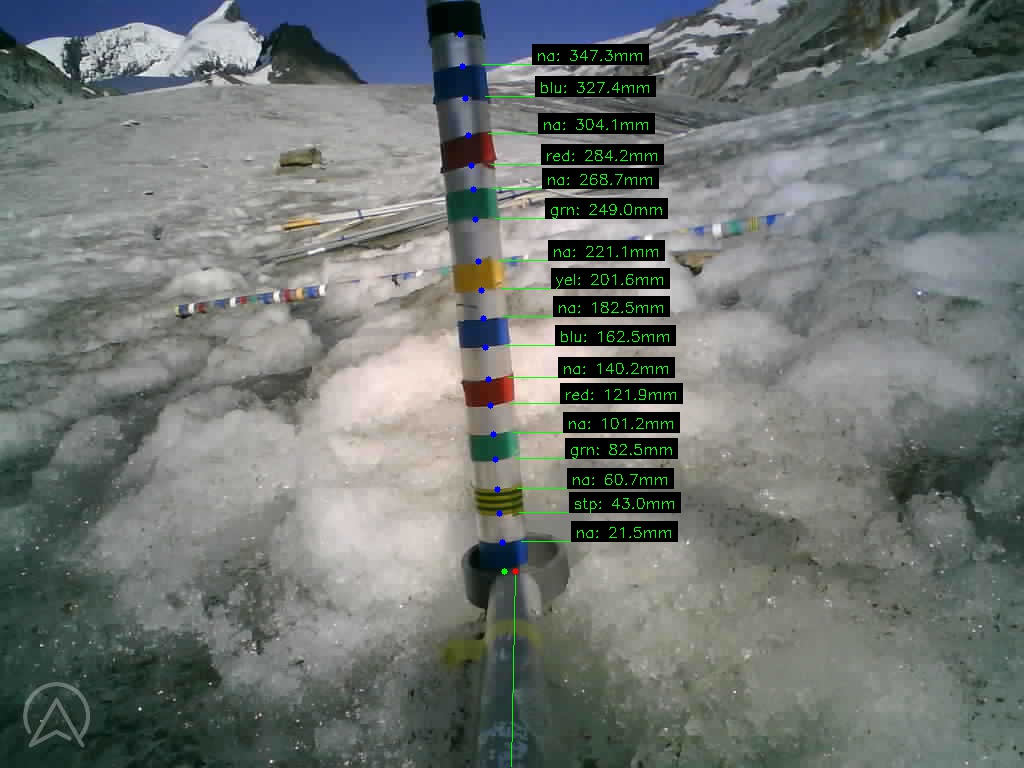 na: 347.3mm
blu: 327.4mm
na: 304.1mm
red: 284.2mm
na: 268.7mm
grn: 249.0mm
na: 221.1mm
yel: 201.6mm
na: 182.5mm
blu: 162.5mm
na: 140.2mm
red: 121.9mm
na: 101.2mm
grn: 82.5mm
na: 60.7mm
stp: 43.0mm
na: 21.5mm